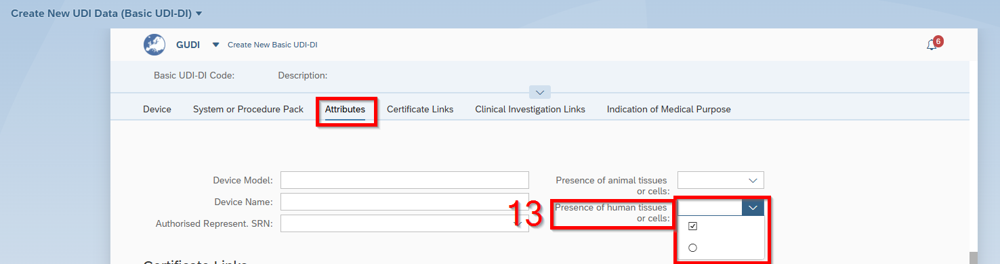 Create New UDI Data (Basic UDI-DI)
GUDI Create New Basic UDI-DI 6
Basic UDI-DI Code: Description:
Device System or Procedure Pack Attributes Certificate Links Clinical Investigation Links Indication of Medical Purpose
Device Model: Presence of animal tissues
or cells:
Device Name: 13 Presence of human tissues
or cells:
Authorised Represent. SRN:
Certificate Links